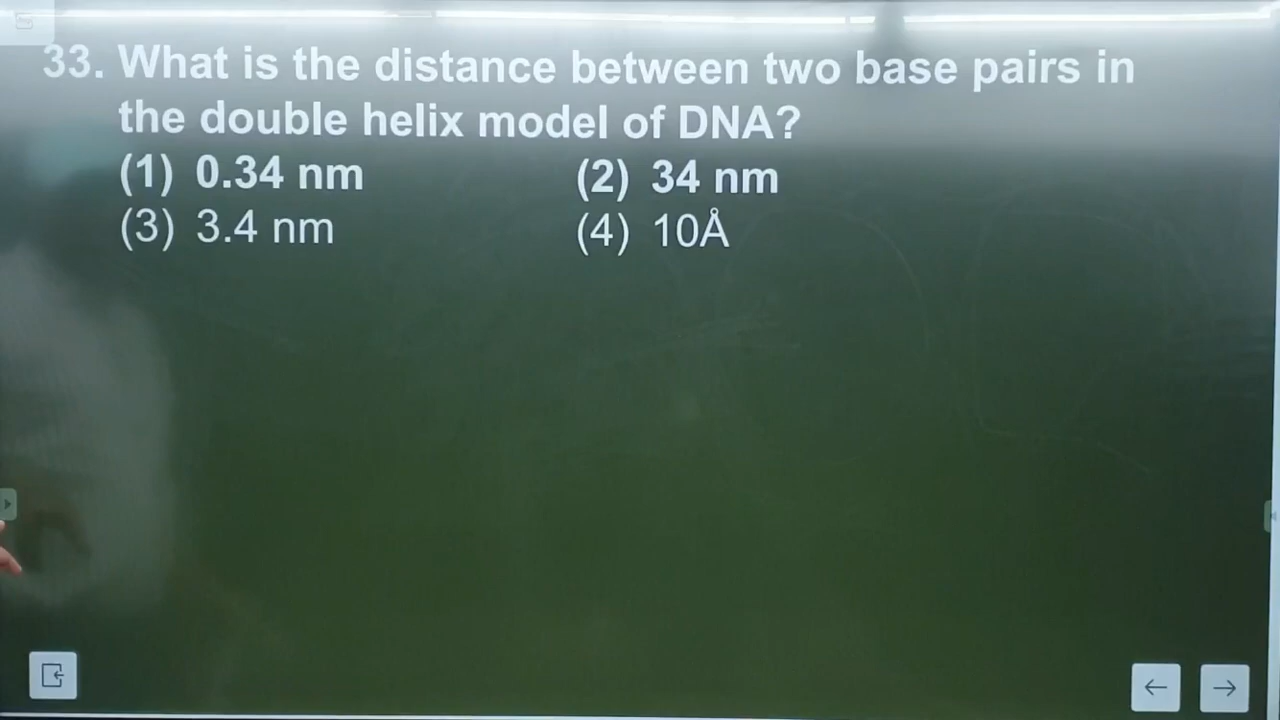 33. What is the distance between two base pairs in
the double helix model of DNA?
(1) 0.34 nm (2) 34 nm
(3) 3.4 nm (4) 10Å